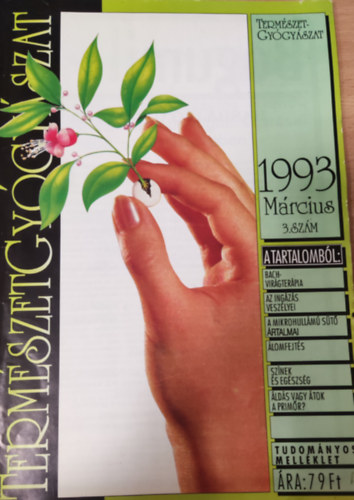 TERMÉSZETGYÓGYÁSZAT
TERMÉSZET-
GYÓGYÁSZAT
1993
Március
3.SZÁM
A TARTALOMBÓL:
BACH-
VIRÁGTERÁPIA
AZ INGÁZÁS
VESZÉLYEI
A MIKROHULLÁMÚ SÜTŐ
ÁRTALMAI
ÁLOMFEJTÉS
SZÍNEK
ÉS EGÉSZSÉG
ÁLDÁS VAGY ÁTOK
A PRIMŐR?
TUDOMÁNYOS
MELLÉKLET
ÁRA: 79 Ft